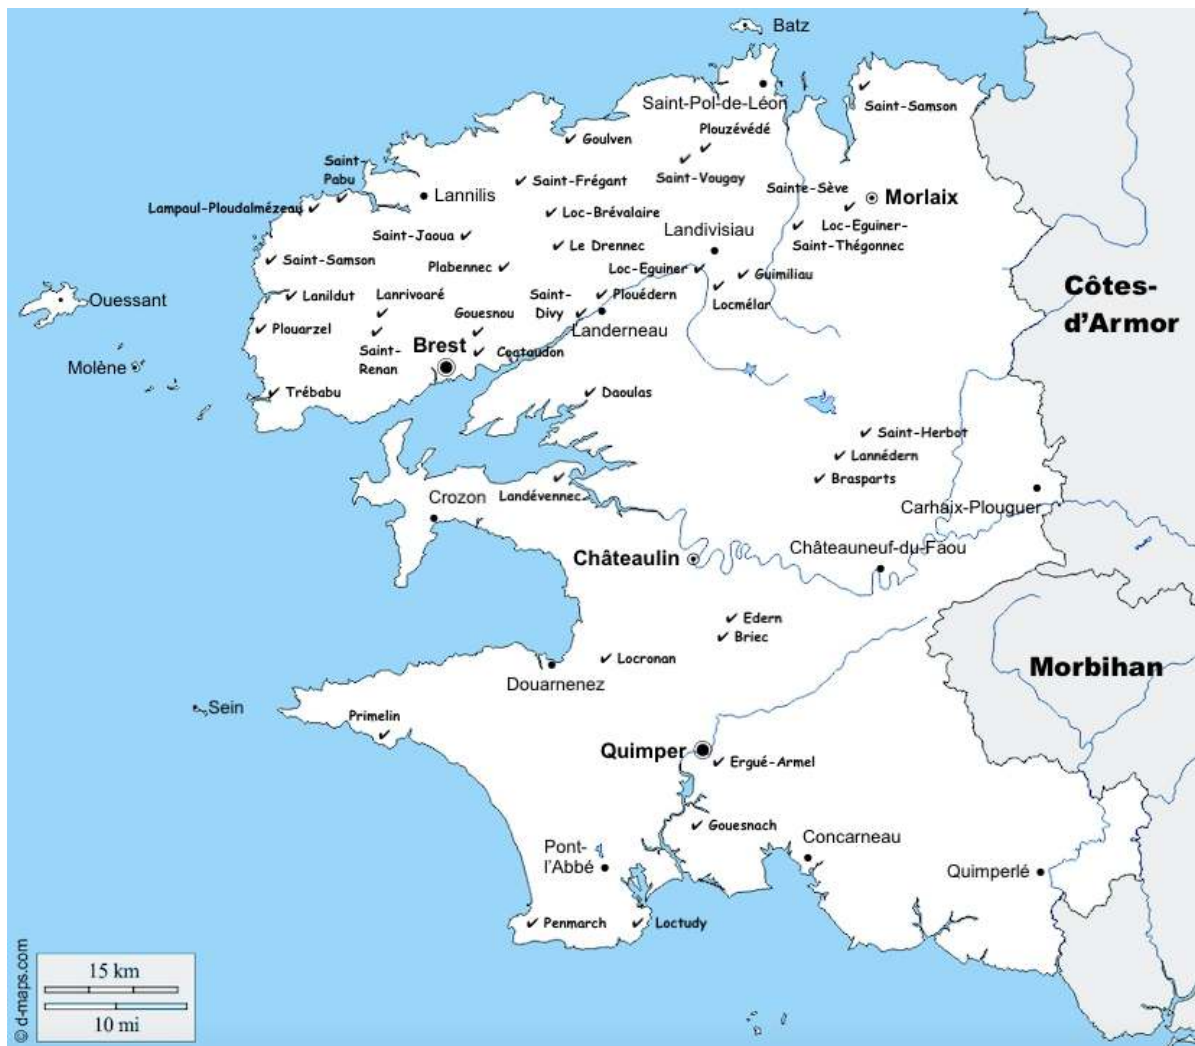 Batz
Saint-Pol-de-Léon
Saint-Samson
Plouzévédé
Goulven
Saint-
Pabu
Saint-Frégant
Saint-Vougay
Sainte-Sève
Morlaix
Lannilis
Lampaul-Ploudalmézeau
Loc-Brévalaire
Loc-Eguiner-
Saint-Thégonnec
Saint-Jaoua
Landivisiau
Le Drennec
Saint-Samson
Plabennec
Loc-Eguiner
Guimiliau
Côtes-
d'Armor
Ouessant
Lanildut
Lanrivoaré
Saint-
Divy
Plouédern
Locmélar
Gouesnou
Plouarzel
Landerneau
Saint-
Renan
Brest
Coataudon
Molène
Trébabu
Daoulas
Saint-Herbot
Lannédern
Brasparts
Landévennec
Crozon
Carhaix-Plouguer
Châteaulin
Châteauneuf-du-Faou
Edern
Briec
Locronan
Morbihan
Douarnenez
Sein
Primelin
Quimper
Ergué-Armel
Gouesnach
Concarneau
Pont-
l'Abbé
Quimperlé
Penmarch
Loctudy
15 km
10 mi
© d-maps.com